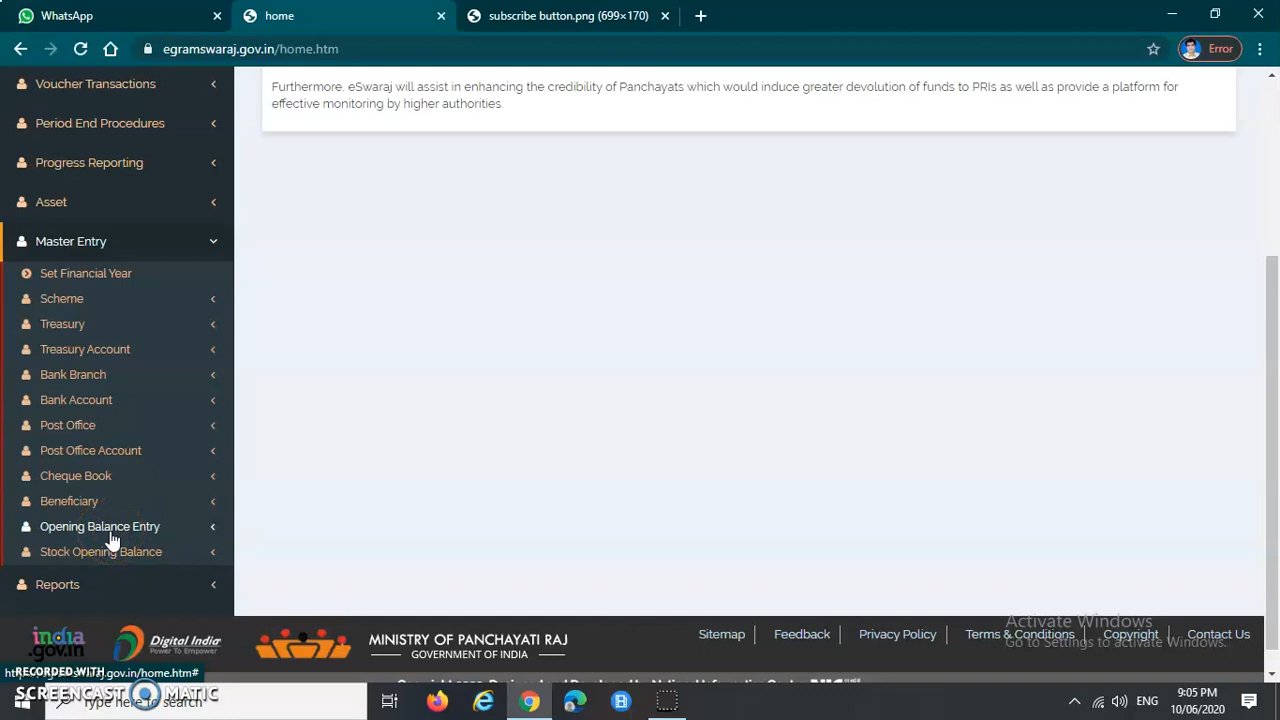 WhatsApp
home
subscribe button.png (699×170)
egramswaraj.gov.in/home.htm
Error
Voucher Transactions
Period End Procedures
Progress Reporting
Asset
Master Entry
Set Financial Year
Scheme
Treasury
Treasury Account
Bank Branch
Bank Account
Post Office
Post Office Account
Cheque Book
Beneficiary
Opening Balance Entry
Stock Opening Balance
Reports
Furthermore, eSwaraj will assist in enhancing the credibility of Panchayats which would induce greater devolution of funds to PRIs as well as provide a platform for
effective monitoring by higher authorities.
Activate Windows
Go to Settings to activate Windows.
india
.gov.in
Digital India
Power To Empower
MINISTRY OF PANCHAYATI RAJ
GOVERNMENT OF INDIA
Sitemap
Feedback
Privacy Policy
Terms & Conditions
Copyright
Contact Us
RECORDED WITH
SCREENCAST MATIC
Type here to search
ENG
9:05 PM
10/06/2020